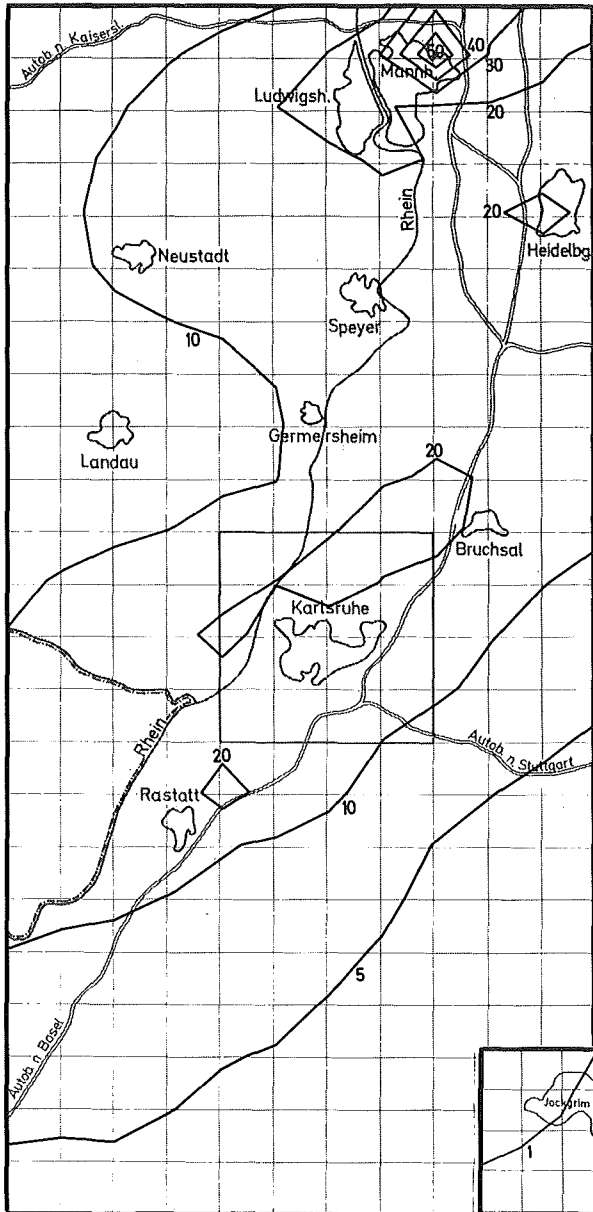 Autob. n. Kaisersl.
50
40
30
Mannh.
Ludwigsh.
20
Rhein
20
Heidelbg.
Neustadt
Speyer
10
Germersheim
Landau
20
Bruchsal
Karlsruhe
Rhein
Autob. n. Stuttgart
20
Rastatt
10
5
Autob. n. Basel
Jockgrim
1